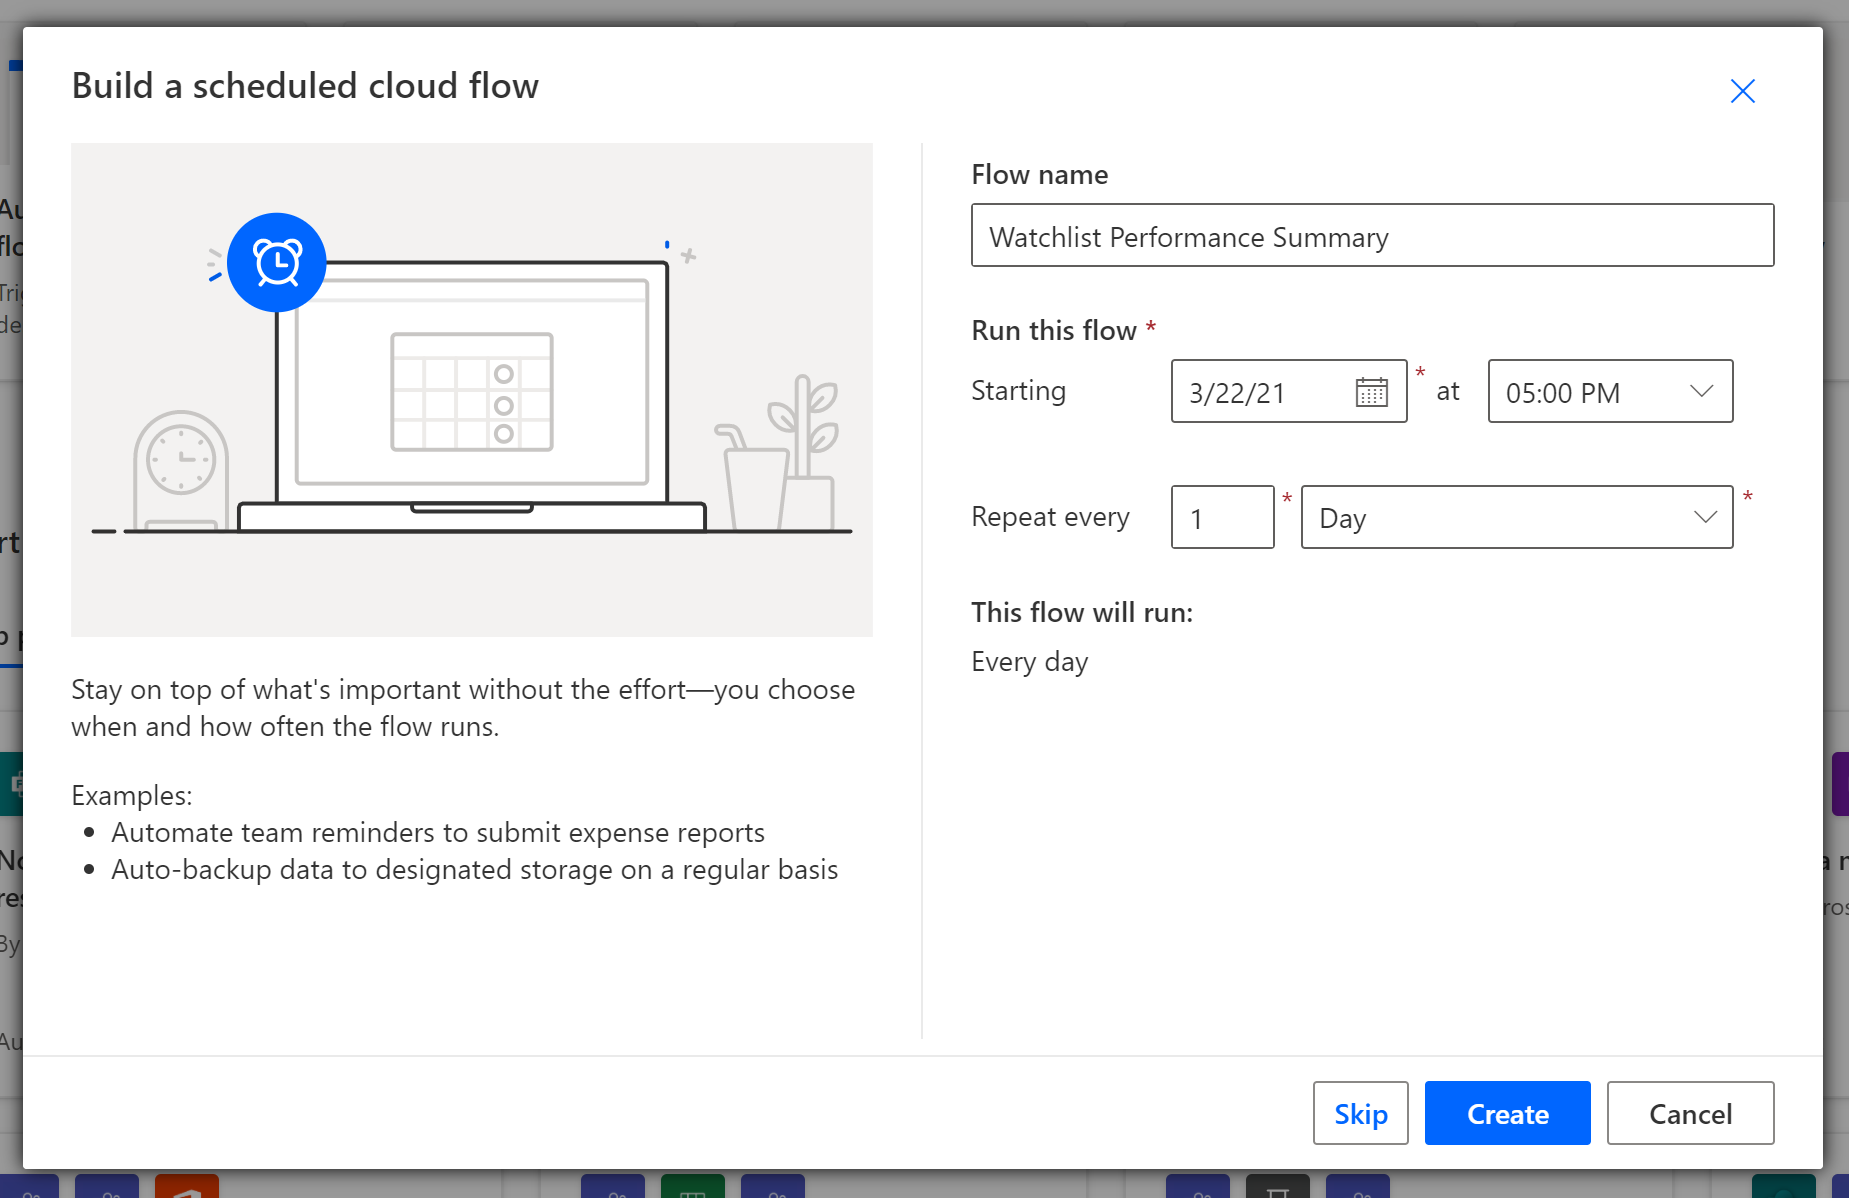 Build a scheduled cloud flow
Flow name
Watchlist Performance Summary
Run this flow *
Starting
3/22/21
*
at
05:00 PM
Repeat every
1
*
Day
*
This flow will run:
Every day
Stay on top of what's important without the effort—you choose
when and how often the flow runs.
Examples:
• Automate team reminders to submit expense reports
• Auto-backup data to designated storage on a regular basis
Skip
Create
Cancel